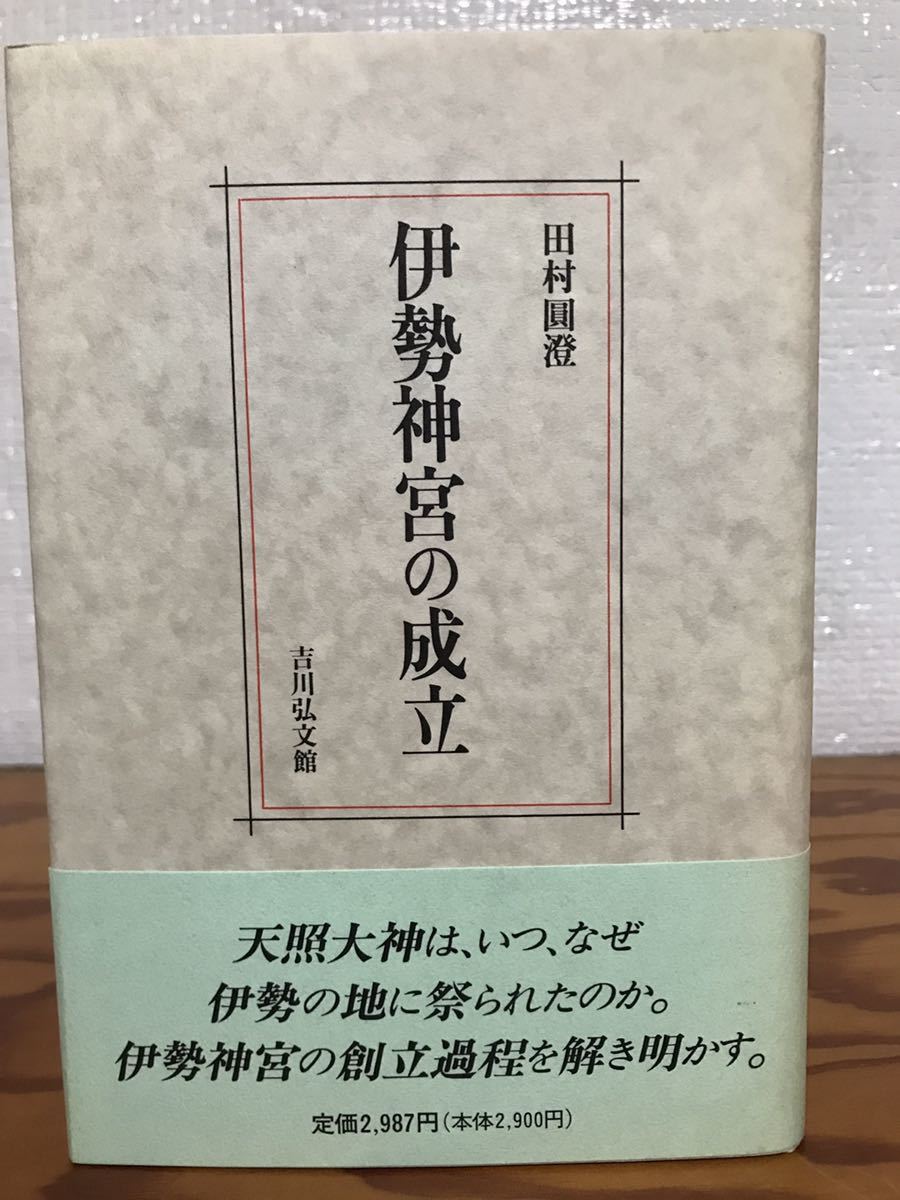 田村圓澄
伊勢神宮の成立
吉川弘文館
天照大神は、いつ、なぜ
伊勢の地に祭られたのか。
伊勢神宮の創立過程を解き明かす。
定価2,987円(本体2,900円)